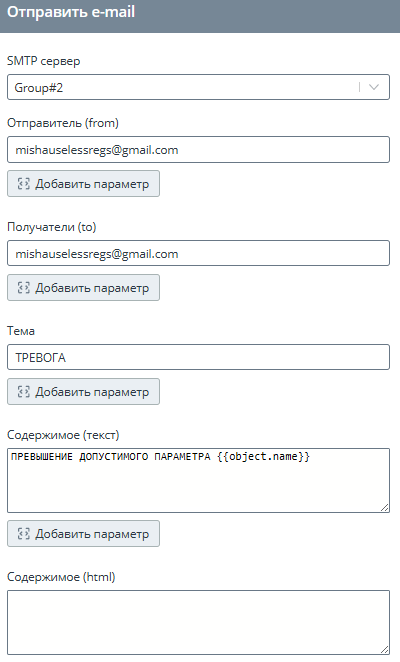 Отправить e-mail
SMTP сервер
Group#2
Отправитель (from)
mishauselessregs@gmail.com
Добавить параметр
Получатели (to)
mishauselessregs@gmail.com
Добавить параметр
Тема
ТРЕВОГА
Добавить параметр
Содержимое (текст)
ПРЕВЫШЕНИЕ ДОПУСТИМОГО ПАРАМЕТРА {{object.name}}
Добавить параметр
Содержимое (html)